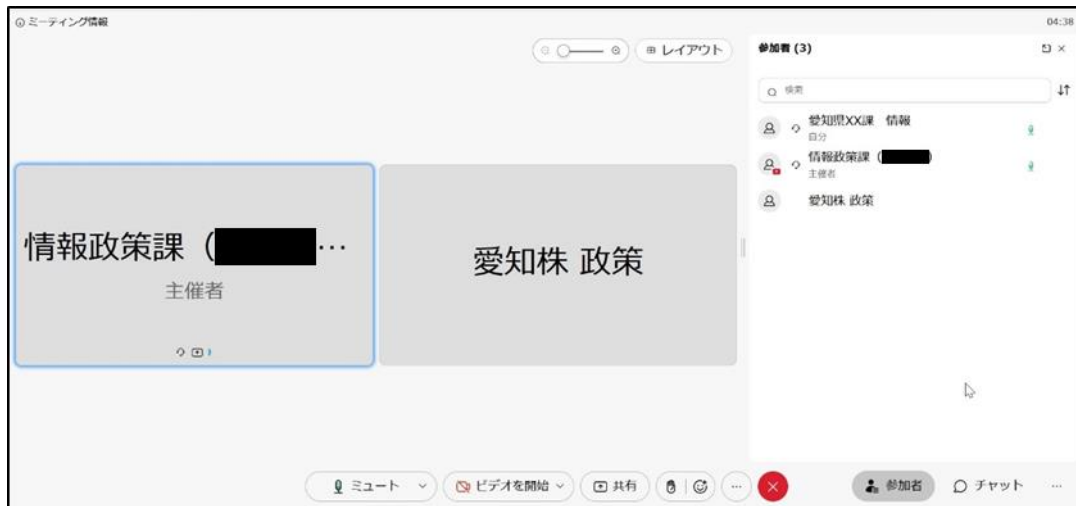 ミーティング情報
04:38
レイアウト
参加者 (3)
検索
愛知県XX課 情報
自分
情報政策課(
主催者
愛知株 政策
情報政策課(
…
主催者
愛知株 政策
ミュート
ビデオを開始
共有
…
参加者
チャット
…